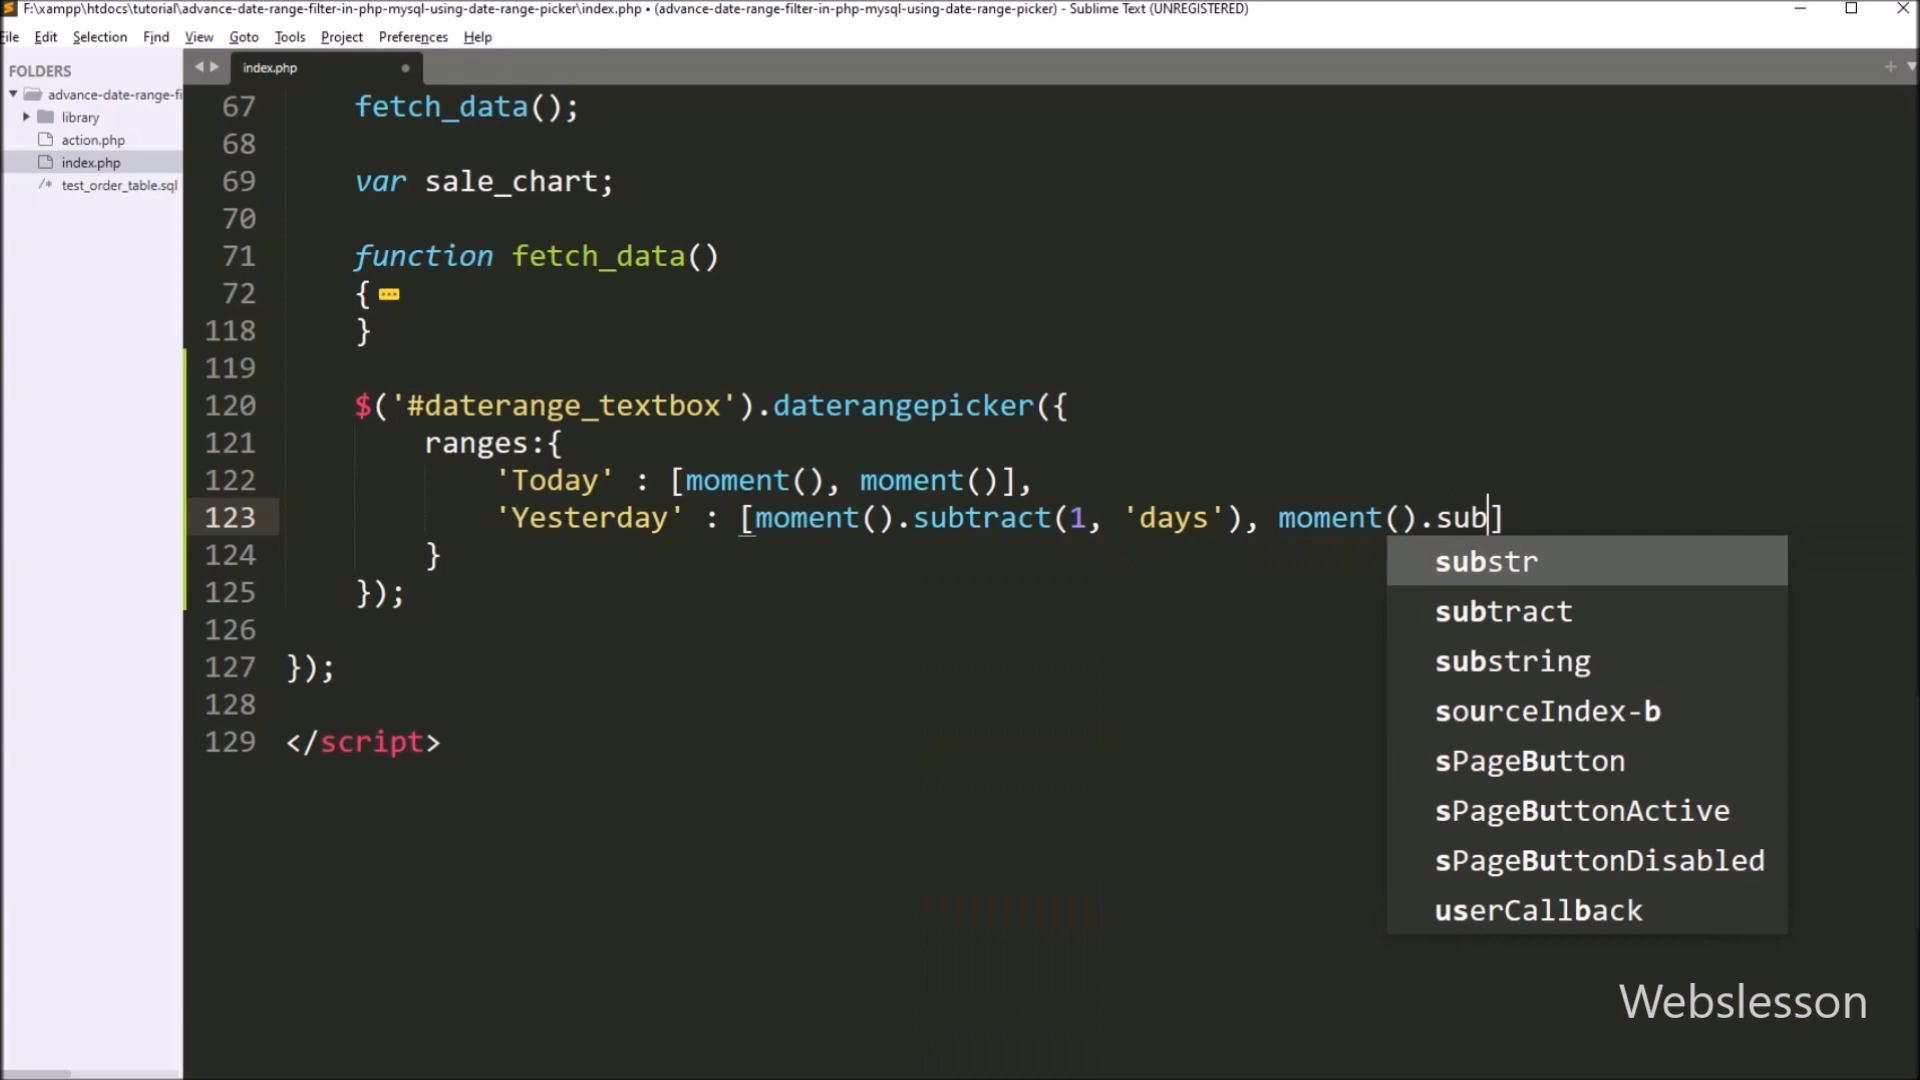 F:\xampp\htdocs\tutorial\advance-date-range-filter-in-php-mysql-using-date-range-picker\index.php • (advance-date-range-filter-in-php-mysql-using-date-range-picker) - Sublime Text (UNREGISTERED)
ile Edit Selection Find View Goto Tools Project Preferences Help
FOLDERS
advance-date-range-fi
library
action.php
index.php
/* test_order_table.sql
index.php
67 fetch_data();
68
69 var sale_chart;
70
71 function fetch_data()
72 {
118 }
119
120 $('#daterange_textbox').daterangepicker({
121 ranges:{
122 'Today' : [moment(), moment()],
123 'Yesterday' : [moment().subtract(1, 'days'), moment().sub]
124 }
125 });
126
127 });
128
129 </script>
substr
subtract
substring
sourceIndex-b
sPageButton
sPageButtonActive
sPageButtonDisabled
userCallback
Webslesson